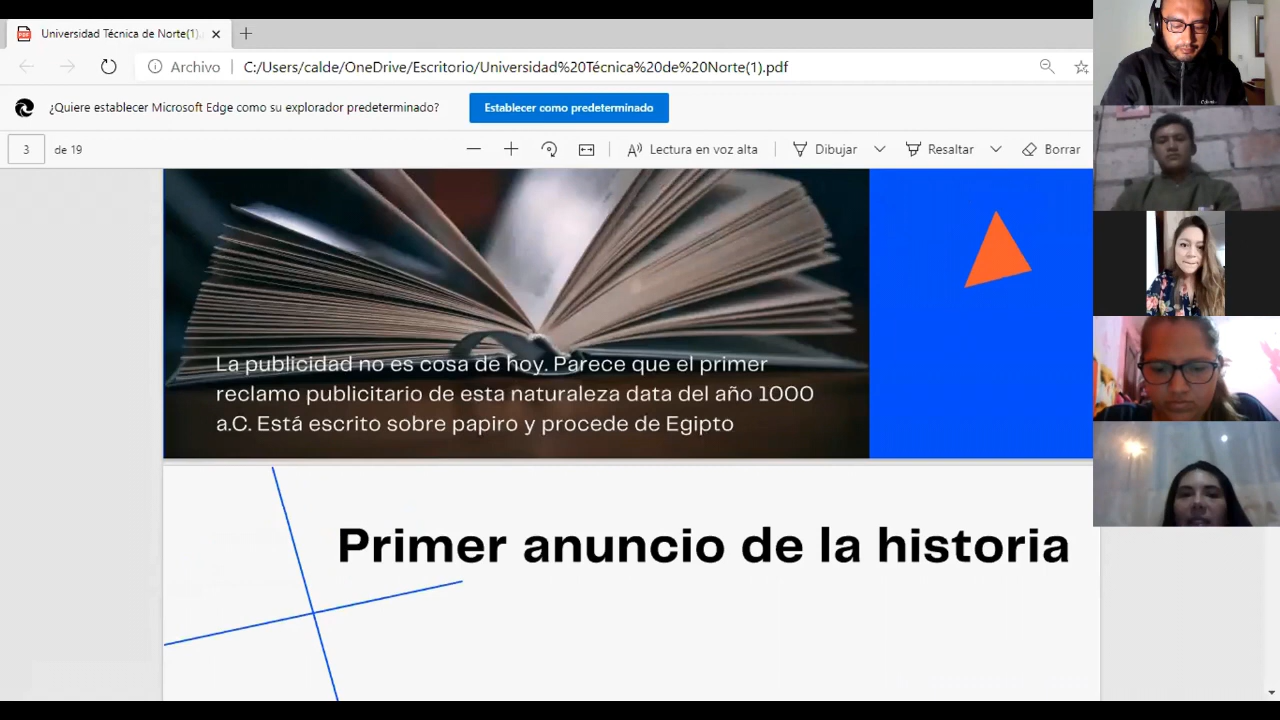 Universidad Técnica de Norte(1).
Archivo C:/Users/calde/OneDrive/Escritorio/Universidad%20Técnica%20de%20Norte(1).pdf
¿Quiere establecer Microsoft Edge como su explorador predeterminado? Establecer como predeterminado
3 de 19 Lectura en voz alta Dibujar Resaltar Borrar
La publicidad no es cosa de hoy. Parece que el primer
reclamo publicitario de esta naturaleza data del año 1000
a.C. Está escrito sobre papiro y procede de Egipto
Primer anuncio de la historia